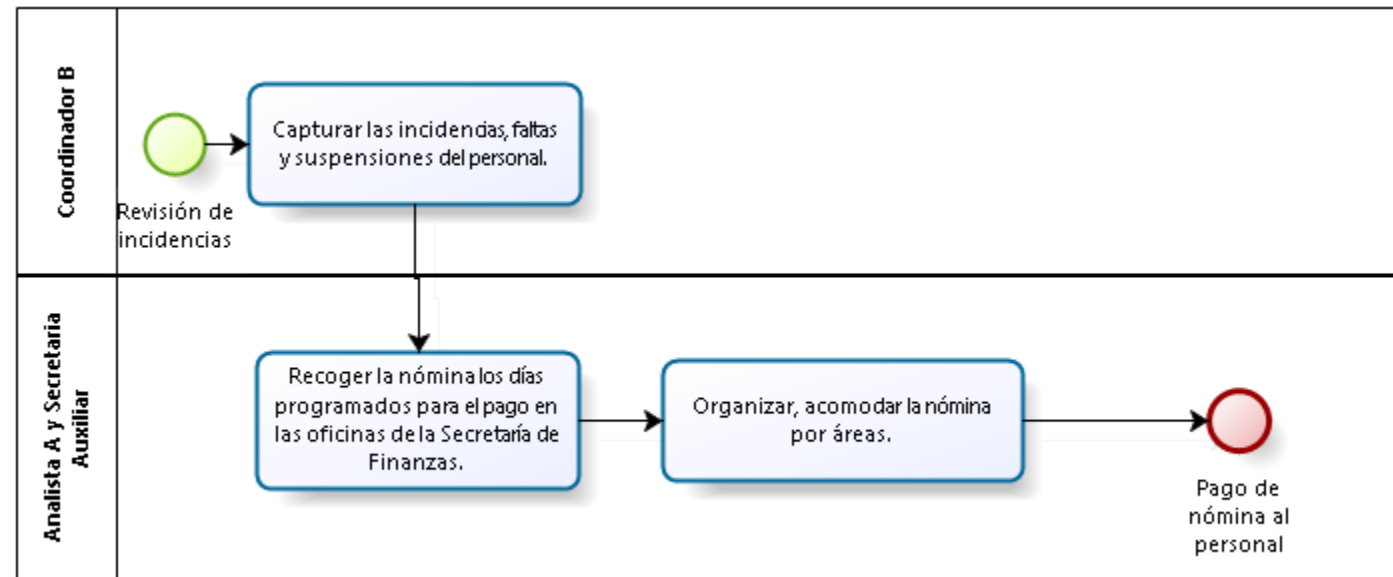 Coordinador B
Capturar las incidencias, faltas
y suspensiones del personal.
Revisión de
incidencias
Analista A y Secretaria
Auxiliar
Recoger la nómina los días
programados para el pago en
las oficinas de la Secretaría de
Finanzas.
Organizar, acomodar la nómina
por áreas.
Pago de
nómina al
personal